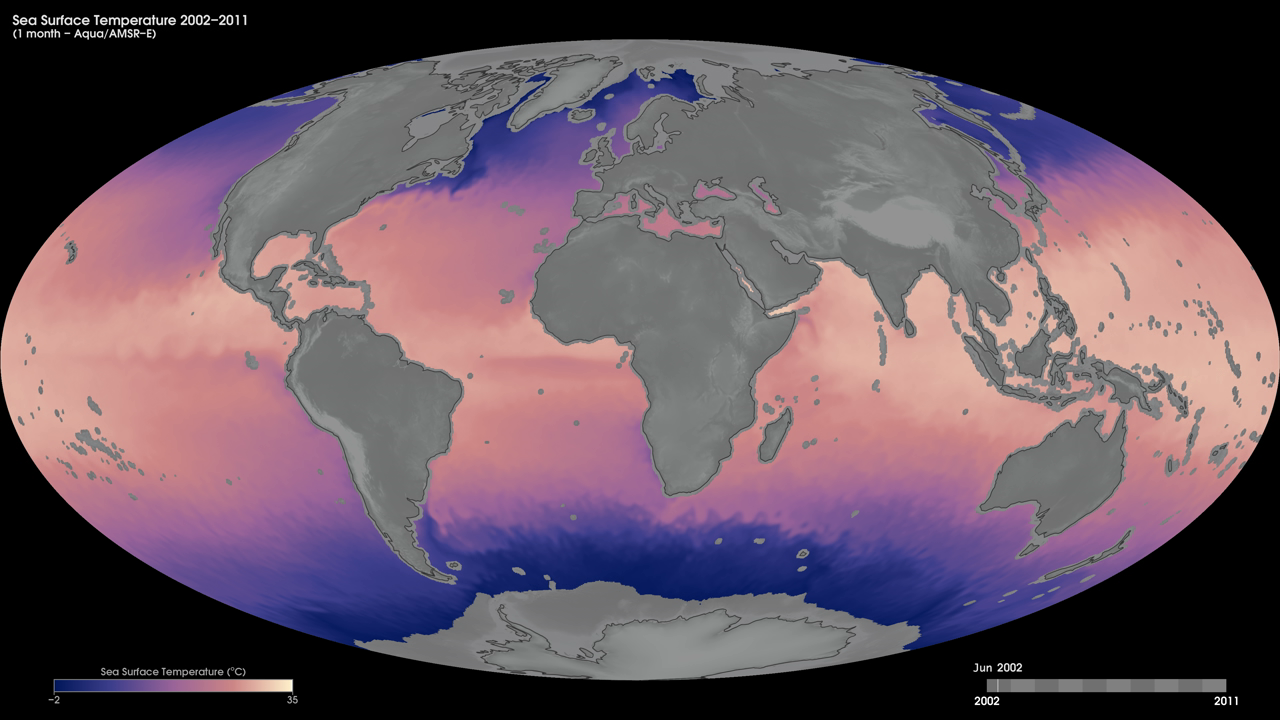 Sea Surface Temperature 2002–2011
(1 month – Aqua/AMSR–E)
Sea Surface Temperature (°C)
−2 35
Jun 2002
2002 2011